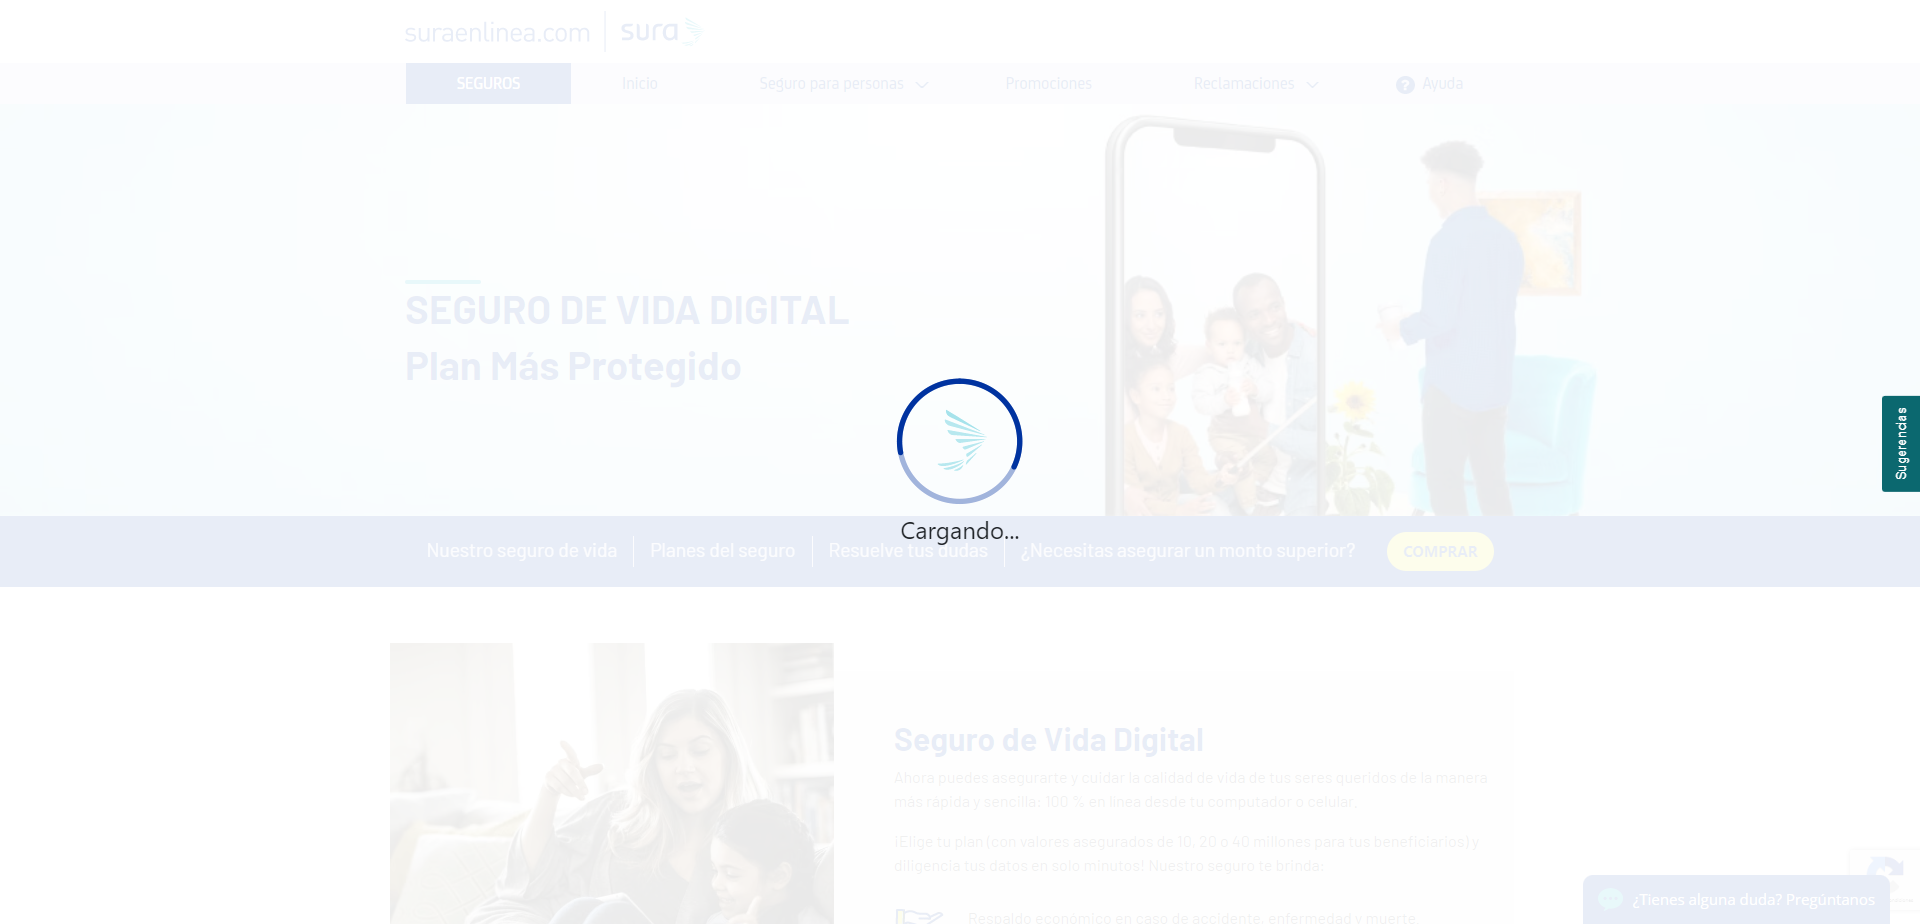 suraenlinea.com
sura
SEGUROS
Inicio
Seguro para personas
Promociones
Reclamaciones
Ayuda
SEGURO DE VIDA DIGITAL
Plan Más Protegido
Cargando...
Nuestro seguro de vida
Planes del seguro
Resuelve tus dudas
¿Necesitas asegurar un monto superior?
COMPRAR
Sugerencias
Seguro de Vida Digital
Ahora puedes asegurarte y cuidar la calidad de vida de tus seres queridos de la manera
más rápida y sencilla: 100 % en línea desde tu computador o celular.
¡Elige tu plan (con valores asegurados de 10, 20 o 40 millones para tus beneficiarios) y
diligencia tus datos en solo minutos! Nuestro seguro te brinda:
Respaldo económico en caso de accidente, enfermedad y muerte.
¿Tienes alguna duda? Pregúntanos